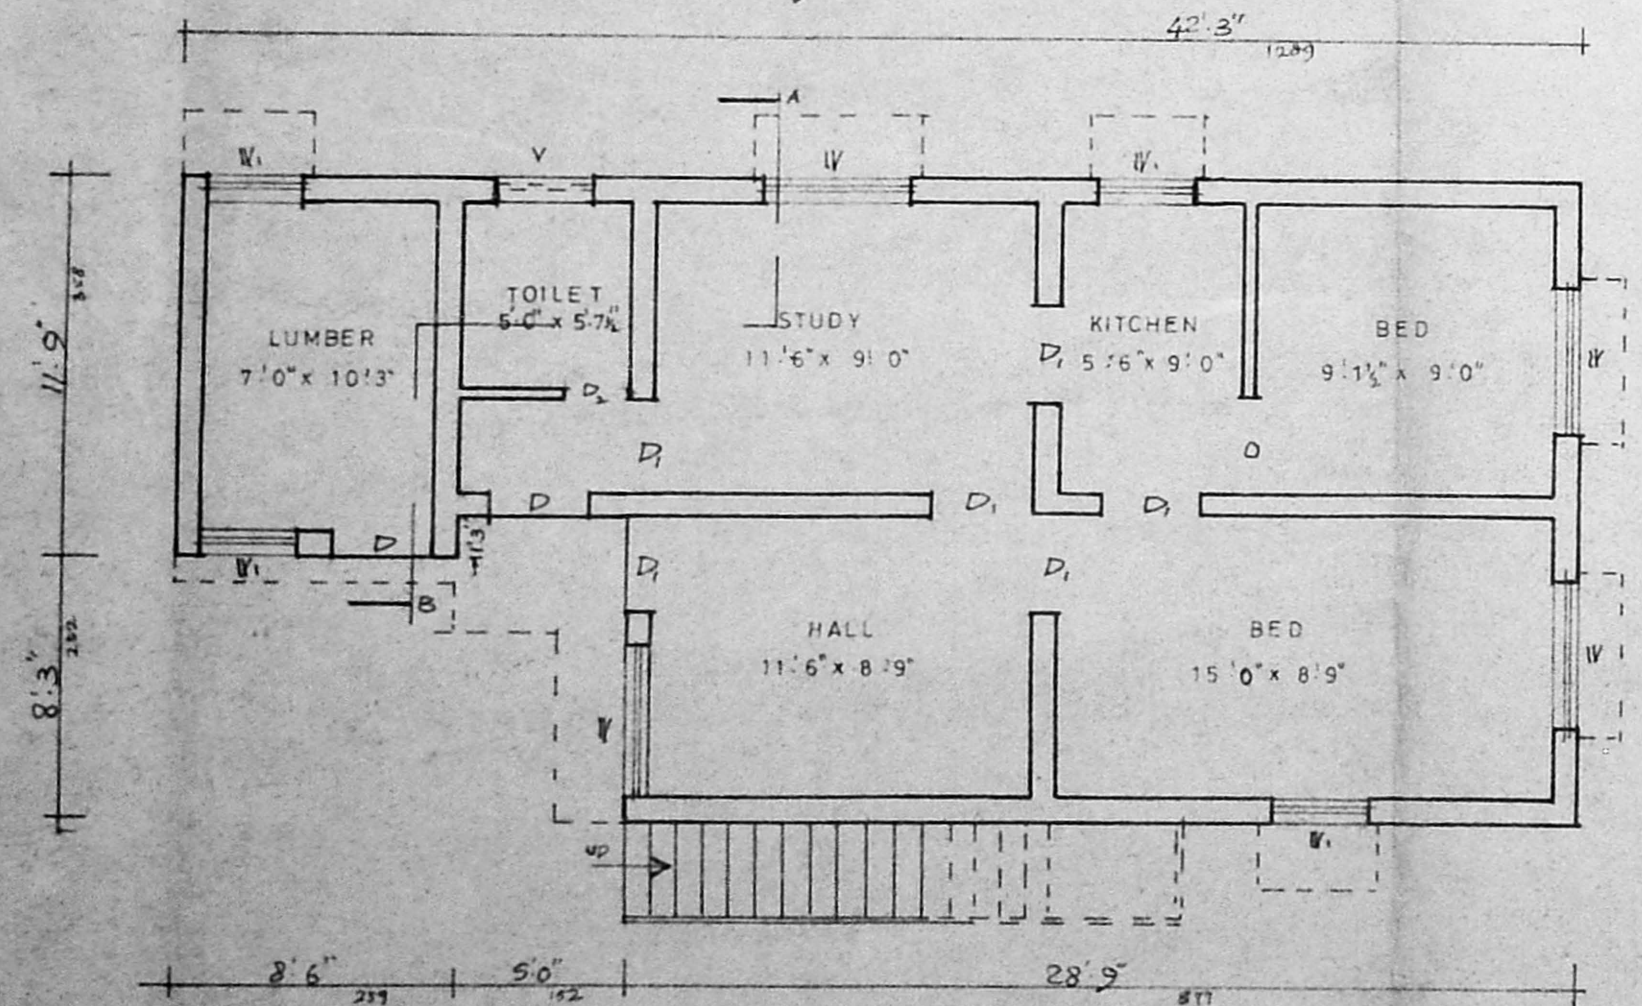 42'.3"
1289
A
W1
V
W
W1
358
11'.9"
TOILET
5'.0" x 5'.7½"
LUMBER
7'.0" x 10'.3"
STUDY
11'.6" x 9'.0"
KITCHEN
5'.6" x 9'.0"
BED
9'.1½" x 9'.0"
D1
W
D2
D1
O
D
D1
D1
D
1'.3"
W1
D1
D1
B
8'.3"
252
HALL
11'.6" x 8'.9"
BED
15'.0" x 8'.9"
W
W
UP
W1
8'.6"
259
5'.0"
152
28'.9"
877